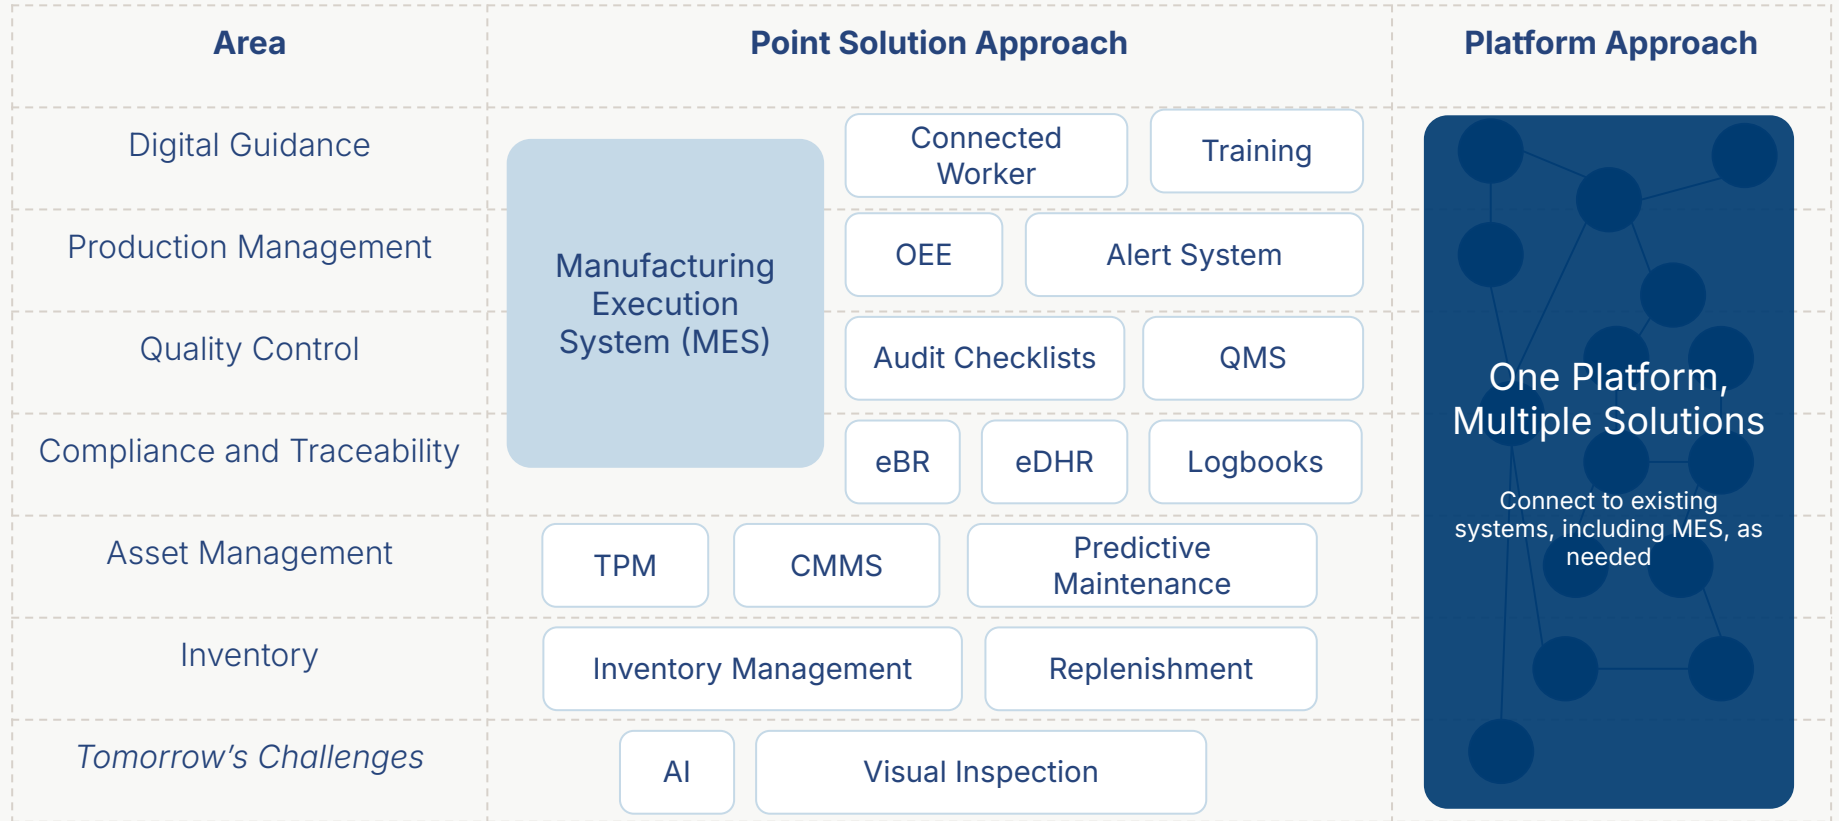 Area
Point Solution Approach
Platform Approach
Digital Guidance
Connected
Worker
Training
Production Management
OEE
Alert System
Manufacturing
Execution
System (MES)
Quality Control
Audit Checklists
QMS
One Platform,
Multiple Solutions
Compliance and Traceability
eBR
eDHR
Logbooks
Connect to existing
systems, including MES, as
needed
Asset Management
TPM
CMMS
Predictive
Maintenance
Inventory
Inventory Management
Replenishment
Tomorrow’s Challenges
AI
Visual Inspection